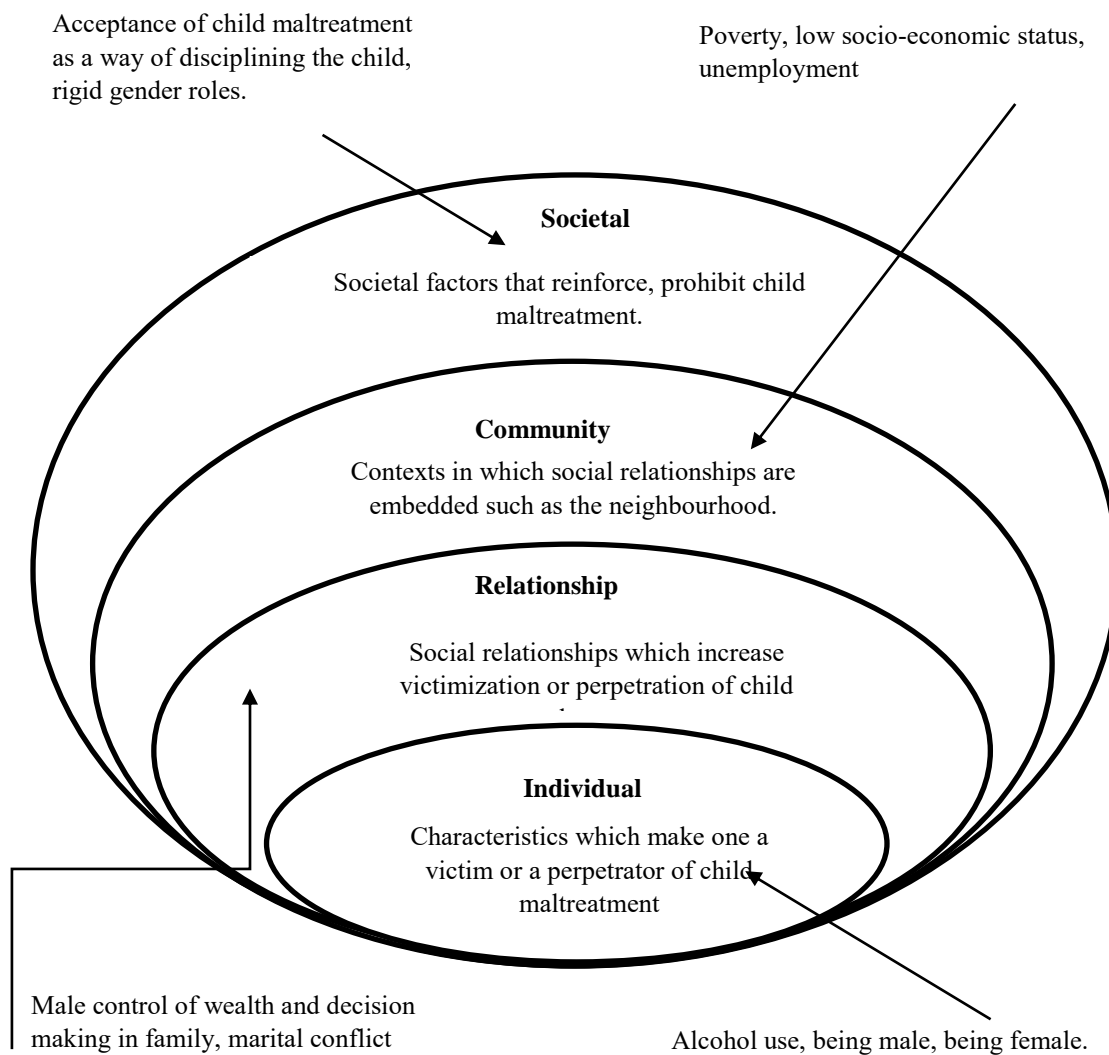 Acceptance of child maltreatment
as a way of disciplining the child,
rigid gender roles.
Poverty, low socio-economic status,
unemployment
Societal
Societal factors that reinforce, prohibit child
maltreatment.
Community
Contexts in which social relationships are
embedded such as the neighbourhood.
Relationship
Social relationships which increase
victimization or perpetration of child
Individual
Characteristics which make one a
victim or a perpetrator of child
maltreatment
Male control of wealth and decision
making in family, marital conflict
Alcohol use, being male, being female.